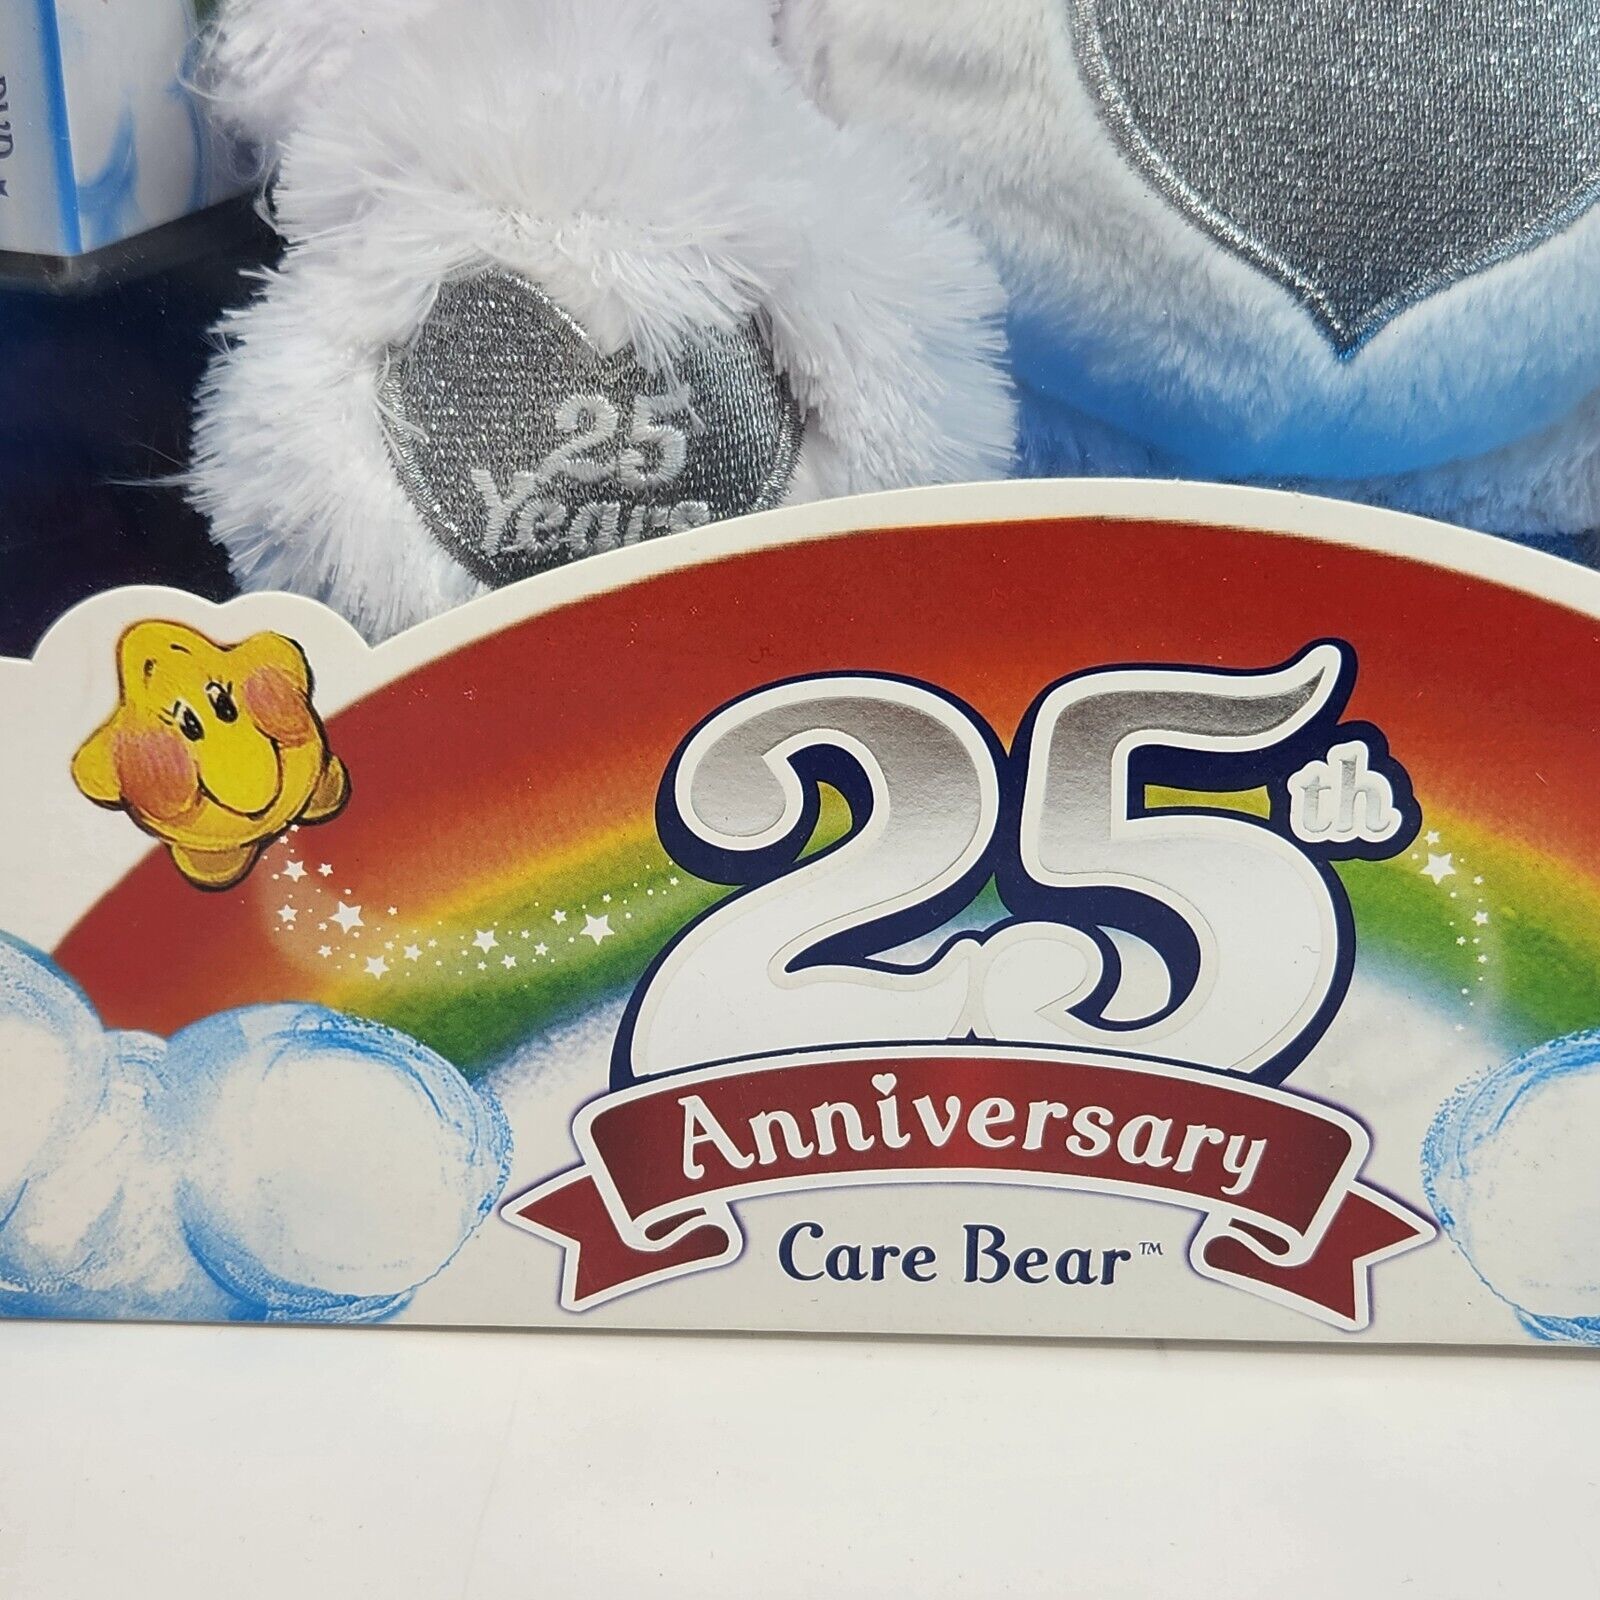 25
Years
25th
Anniversary
Care Bear™